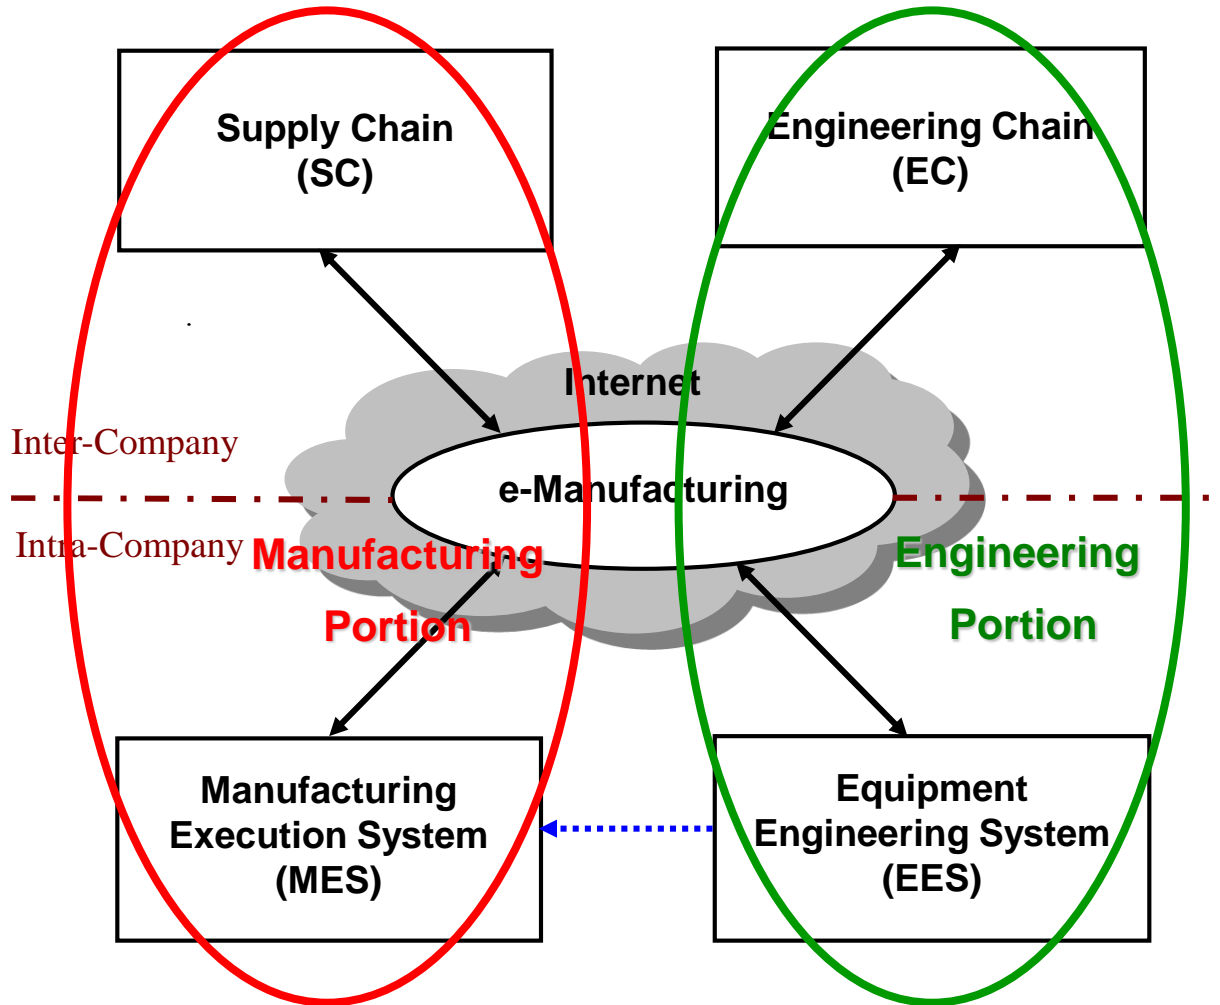 Supply Chain
(SC)
Engineering Chain
(EC)
Internet
Inter-Company
e-Manufacturing
Intra-Company
Manufacturing
Portion
Engineering
Portion
Manufacturing
Execution System
(MES)
Equipment
Engineering System
(EES)